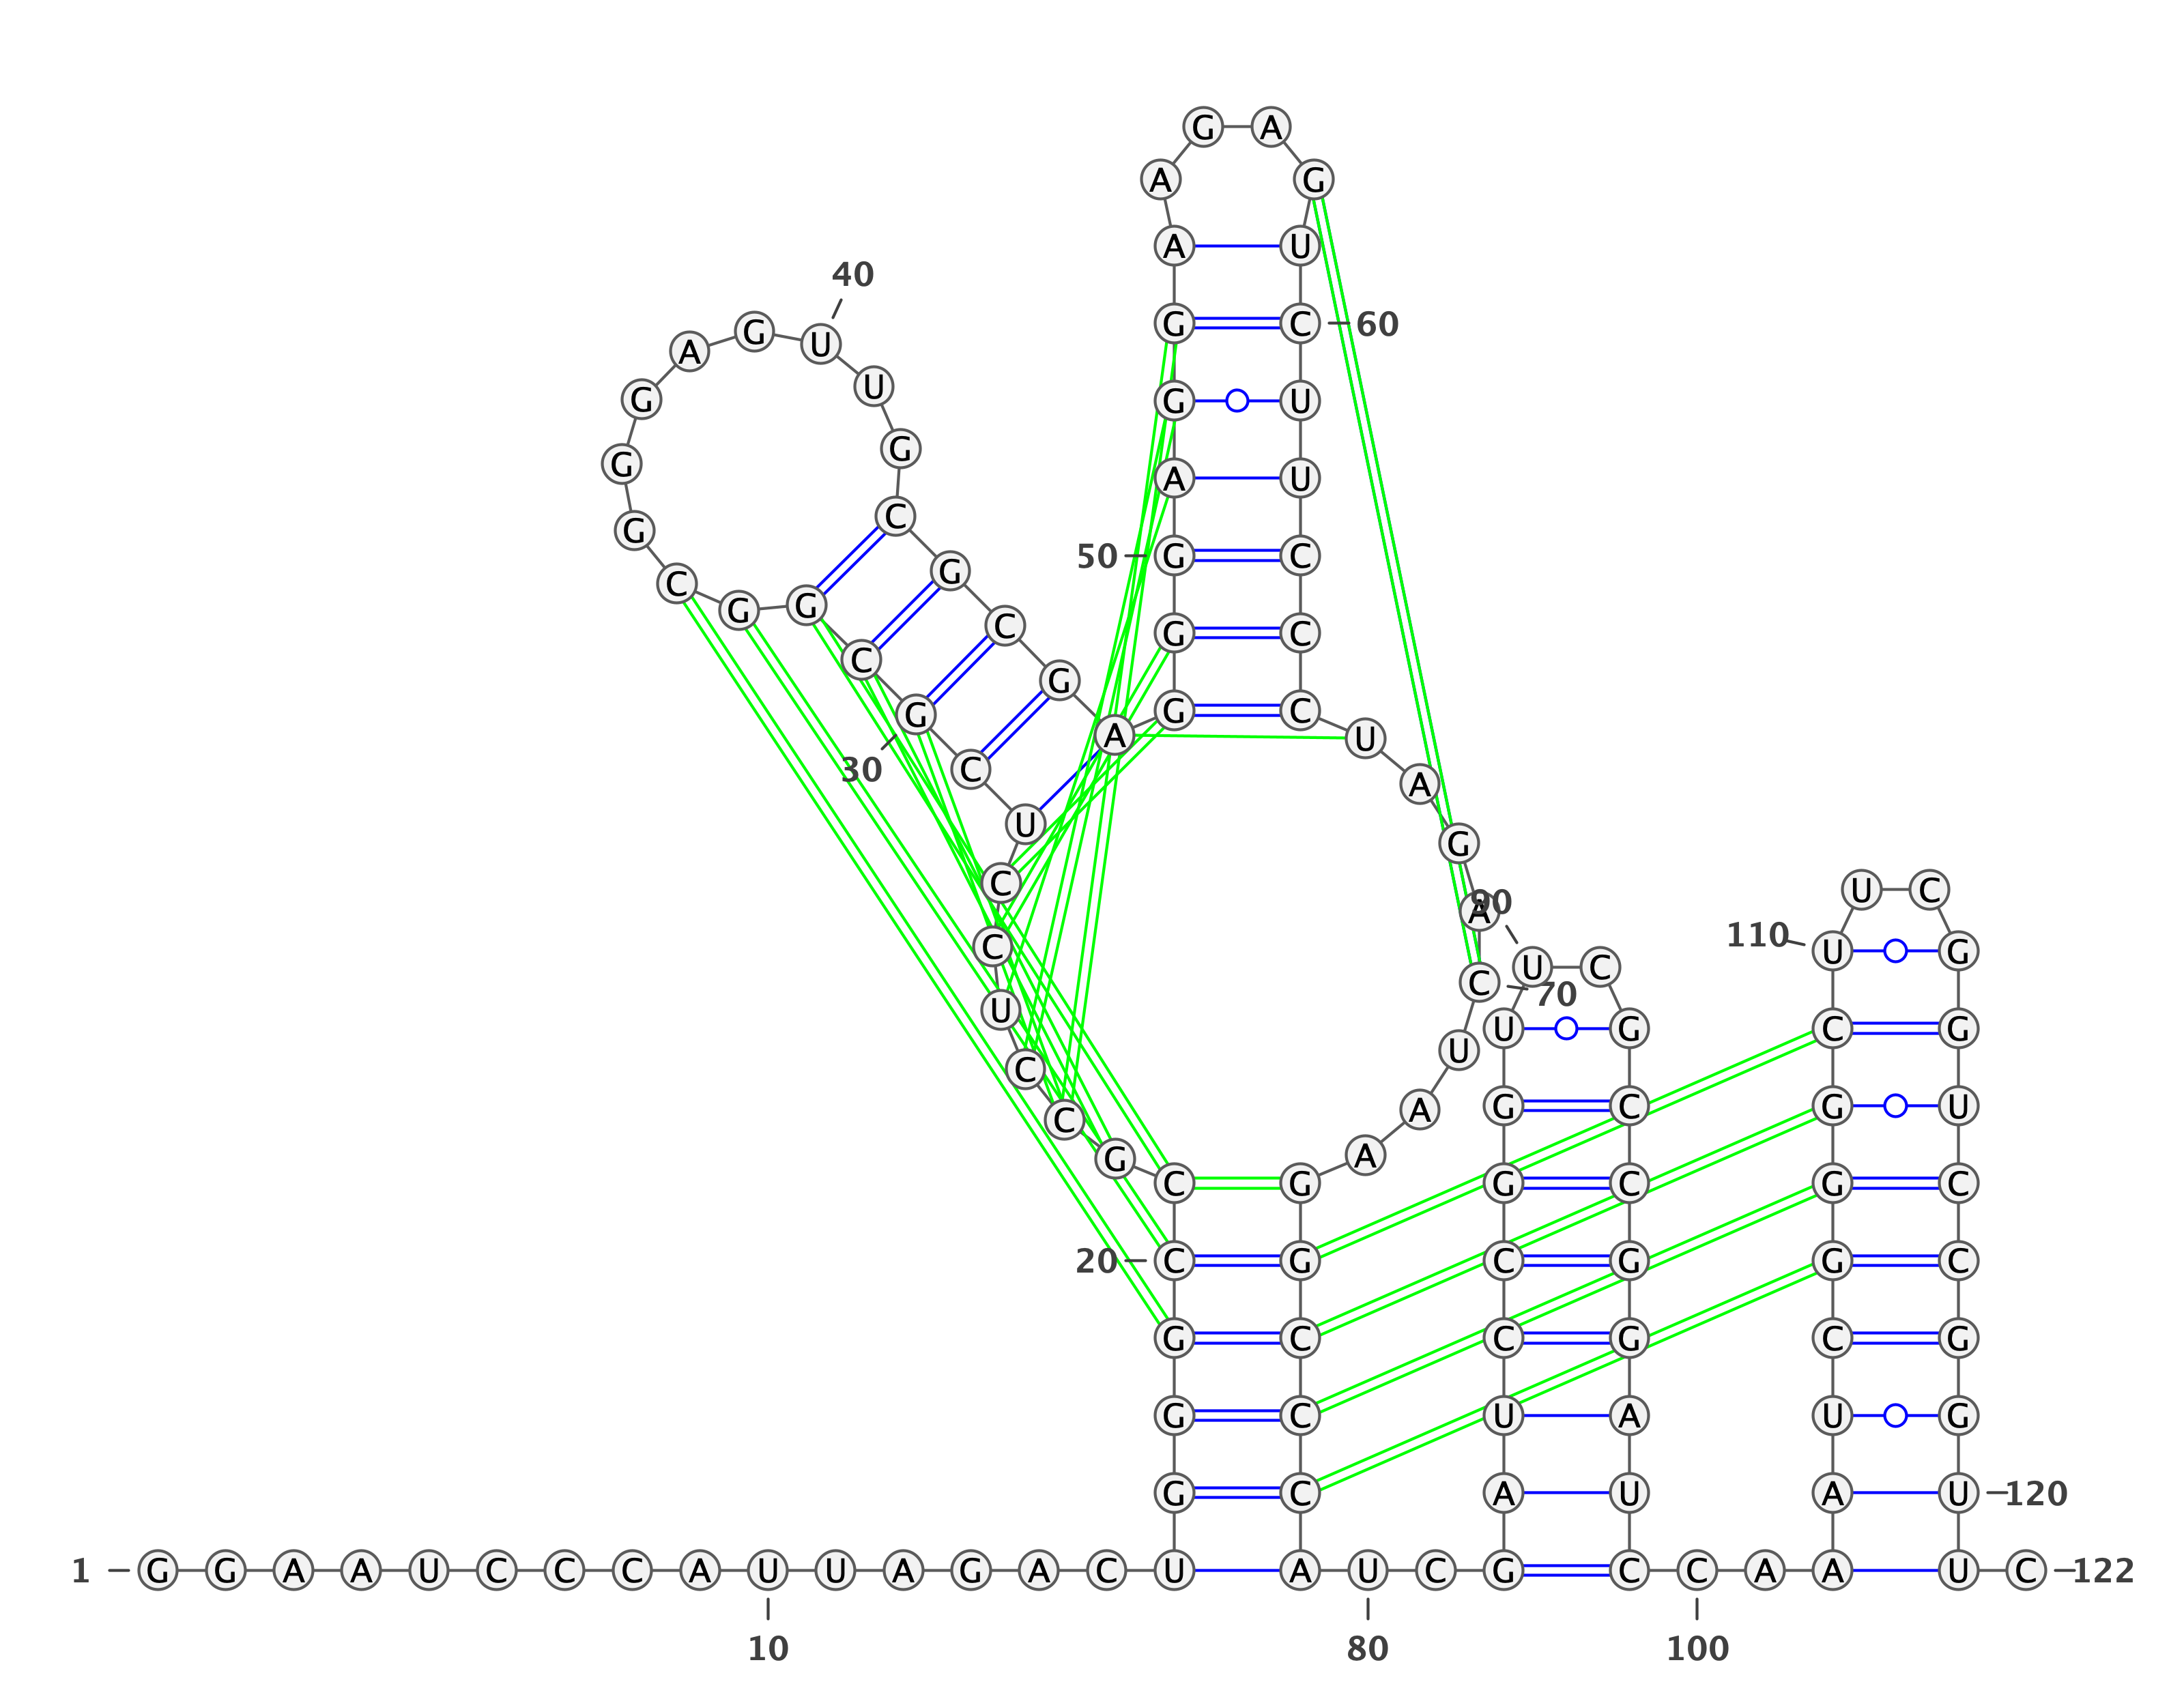 1 G G A A U C C C A U U A G A C U
10
G G G C C
20
G C C U C C U C G C G G
30
C G G G A G U U G
40
C G C G A
G G G A G G A
50
A G A G
U C U U C C C
60
U A G A C U A A
70
G G C C C A U C
80
G A U C C G G U
U C
90
G C C G G A U C
C A
100
A A U C G G G C U
110
U C
G G U C C G G U U C
120
122